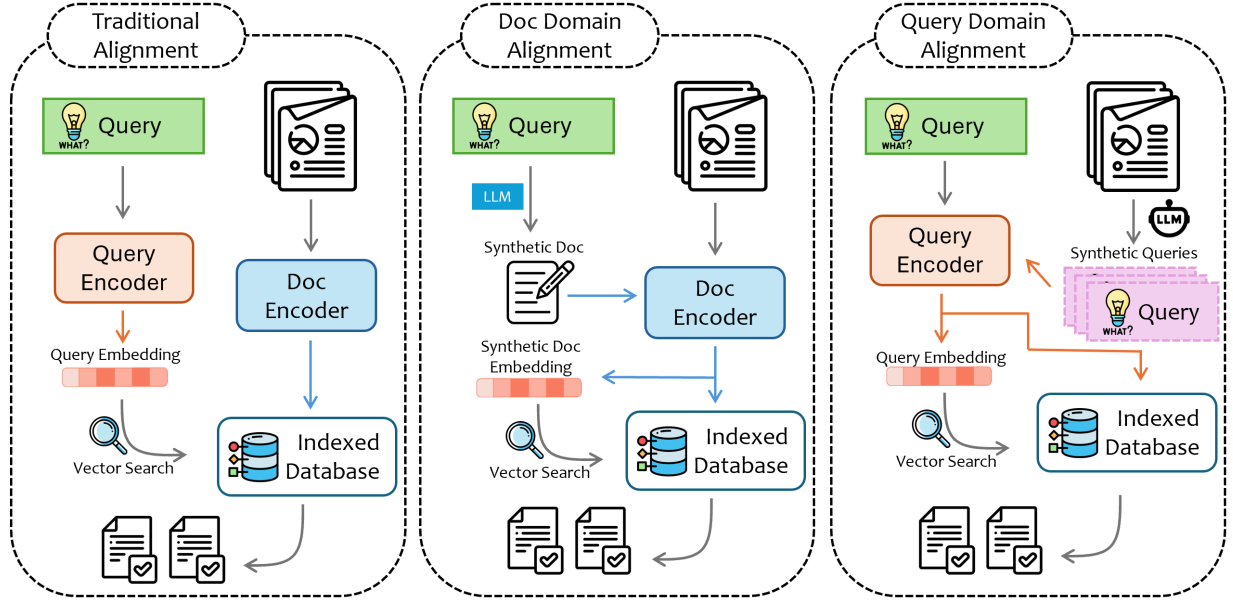 Traditional
Alignment
WHAT?
Query
Query
Encoder
Doc
Encoder
Query Embedding
Vector Search
Indexed
Database
Doc Domain
Alignment
WHAT?
Query
LLM
Synthetic Doc
Doc
Encoder
Synthetic Doc
Embedding
Vector Search
Indexed
Database
Query Domain
Alignment
WHAT?
Query
LLM
Query
Encoder
Synthetic Queries
WHAT?
Query
Query Embedding
Vector Search
Indexed
Database